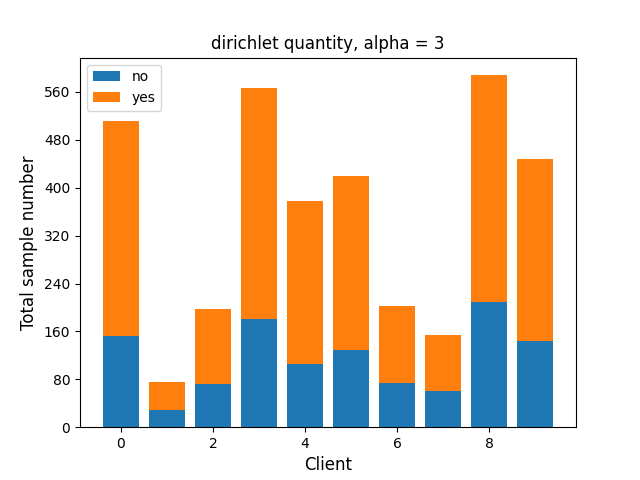 dirichlet quantity, alpha = 3
no
yes
Total sample number
560
480
400
320
240
160
80
0
0 2 4 6 8
Client